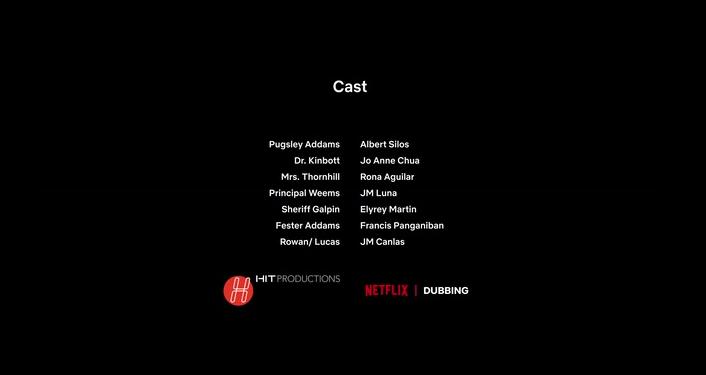 Cast
Pugsley Addams Albert Silos
Dr. Kinbott Jo Anne Chua
Mrs. Thornhill Rona Aguilar
Principal Weems JM Luna
Sheriff Galpin Elyrey Martin
Fester Addams Francis Panganiban
Rowan/ Lucas JM Canlas
HIT PRODUCTIONS
NETFLIX | DUBBING